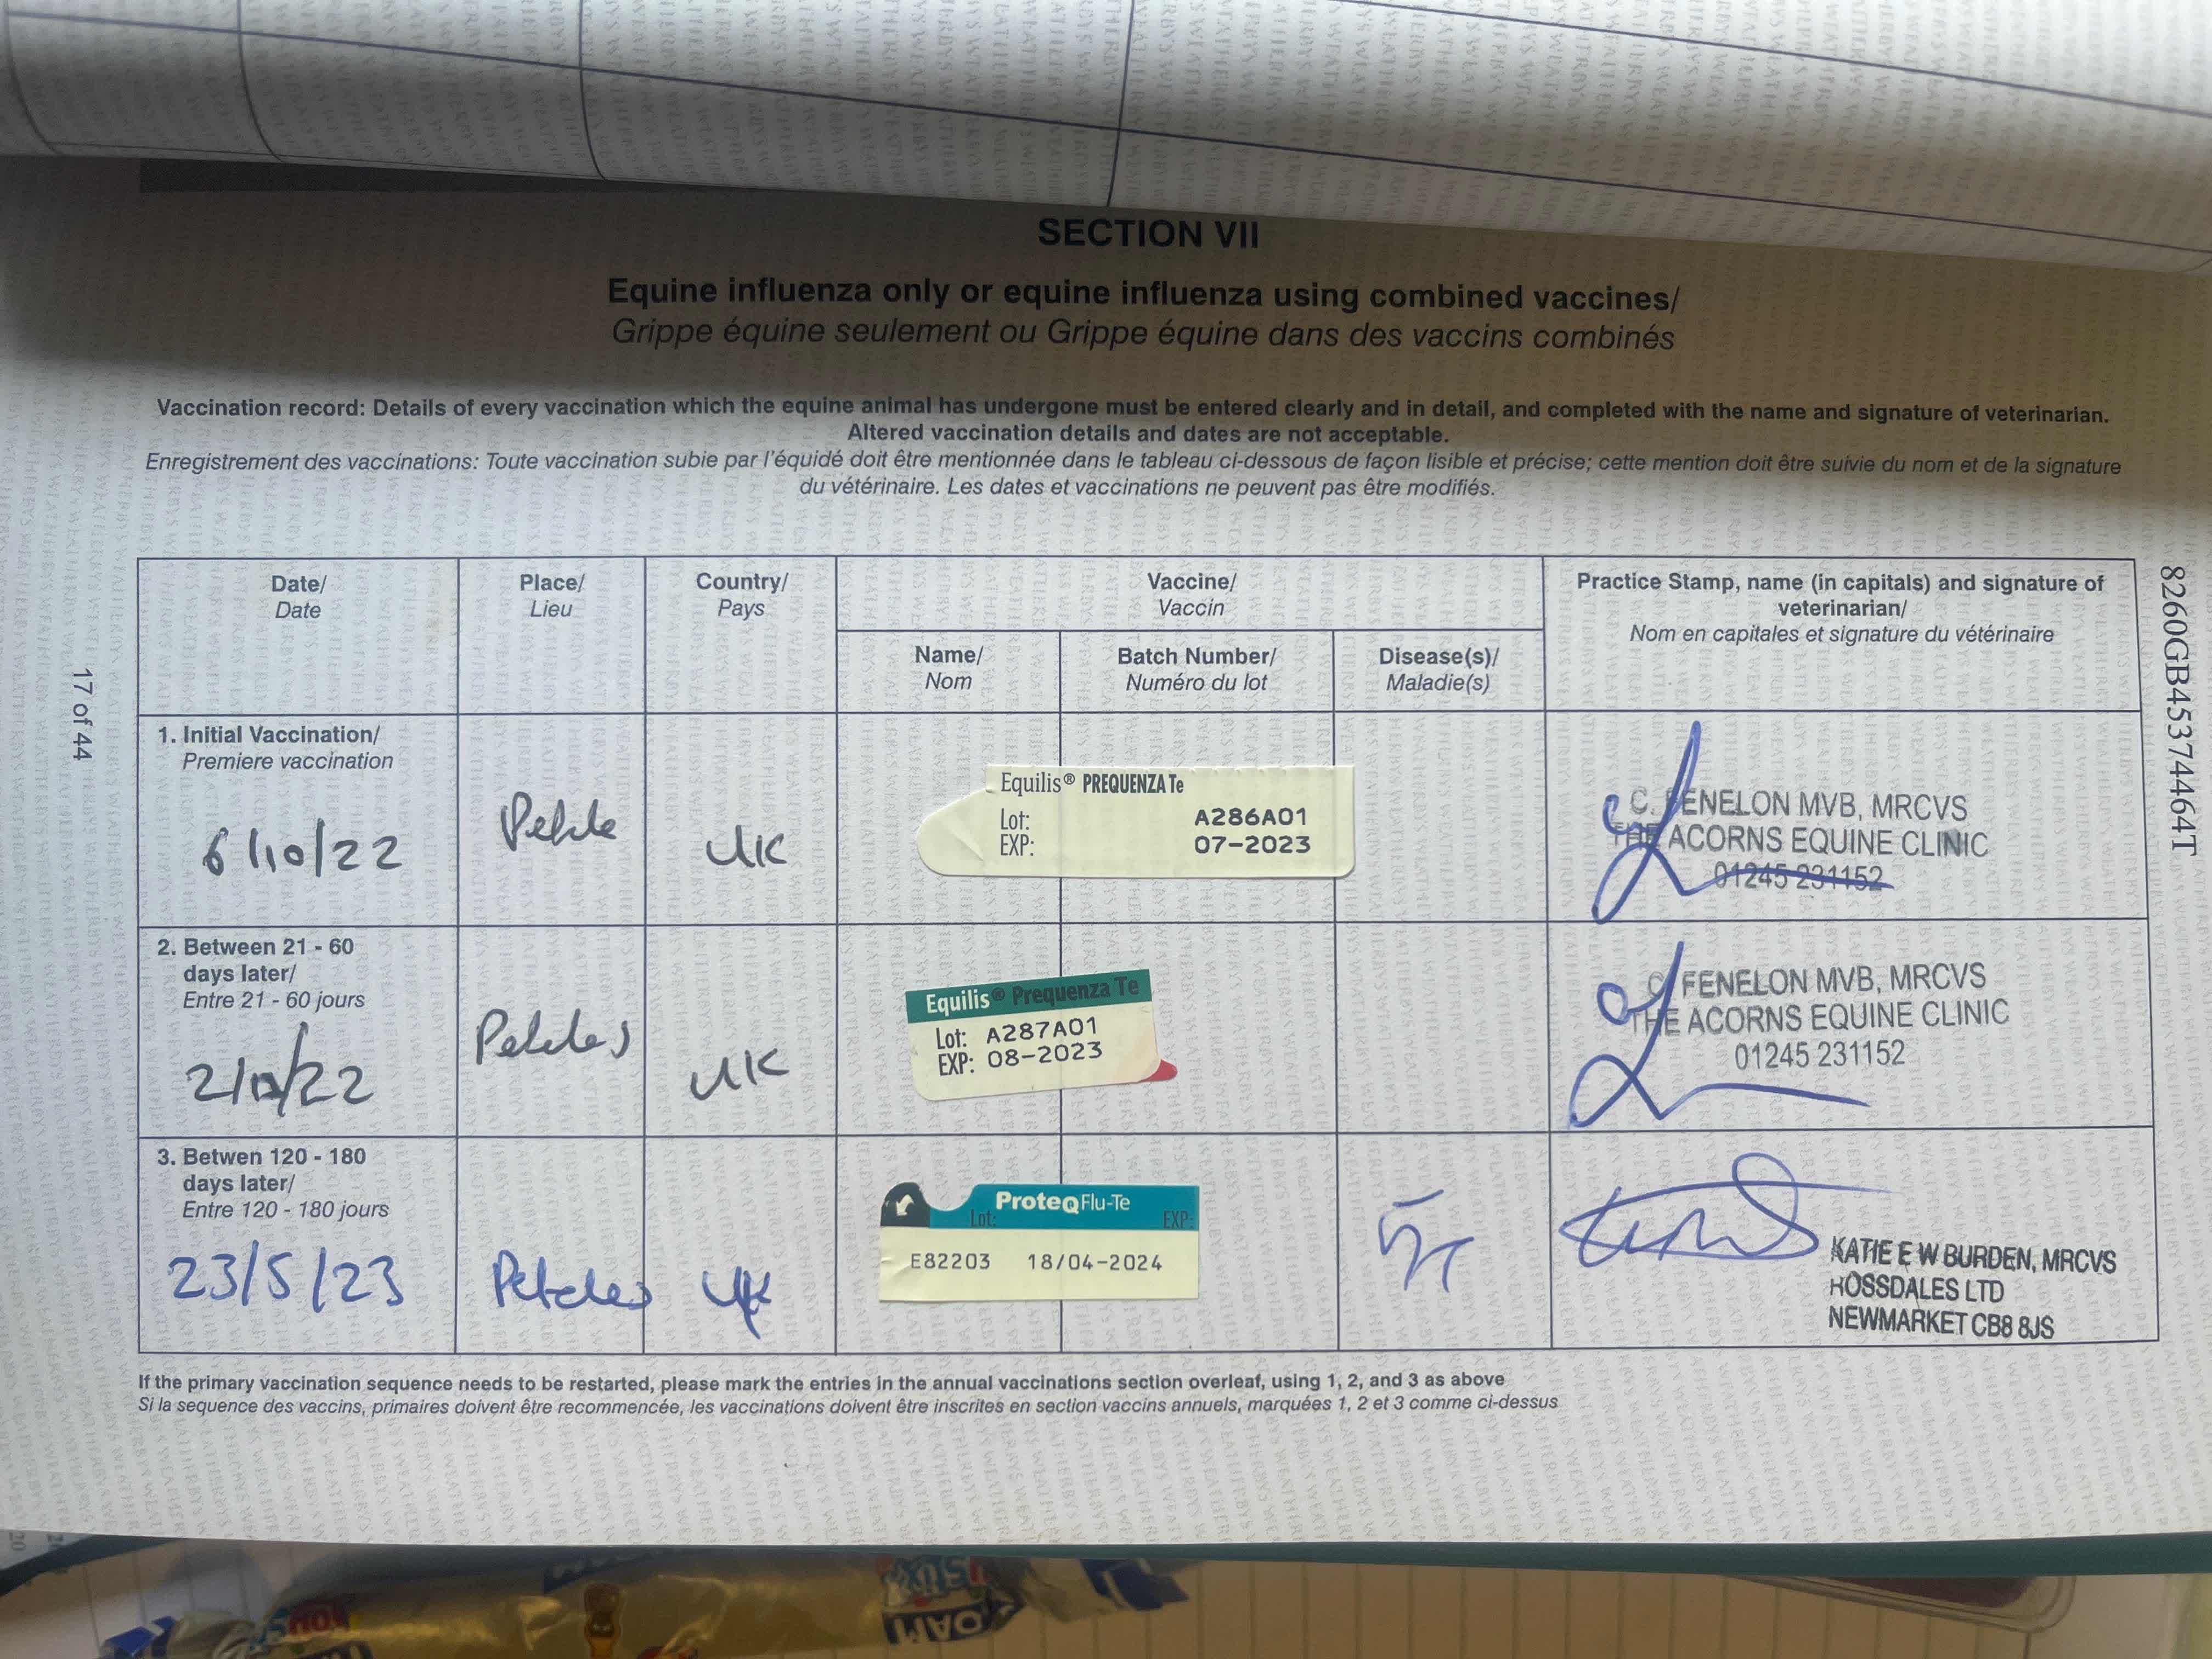 SECTION VII
Equine influenza only or equine influenza using combined vaccines/
Grippe équine seulement ou Grippe équine dans des vaccins combinés
Vaccination record: Details of every vaccination which the equine animal has undergone must be entered clearly and in detail, and completed with the name and signature of veterinarian.
Altered vaccination details and dates are not acceptable.
Enregistrement des vaccinations: Toute vaccination subie par l'équidé doit être mentionnée dans le tableau ci-dessous de façon lisible et précise; cette mention doit être suivie du nom et de la signature
du vétérinaire. Les dates et vaccinations ne peuvent pas être modifiés.
Date/
Date
Place/
Lieu
Country/
Pays
Vaccine/
Vaccin
Name/
Nom
Batch Number/
Numéro du lot
Disease(s)/
Maladie(s)
Practice Stamp, name (in capitals) and signature of
veterinarian/
Nom en capitales et signature du vétérinaire
1. Initial Vaccination/
Premiere vaccination
6/10/22
UK
Equilis® PREQUENZA Te
Lot: A286A01
EXP: 07-2023
C. FENELON MVB, MRCVS
THE ACORNS EQUINE CLINIC
01245 231152
2. Between 21 - 60
days later/
Entre 21 - 60 jours
UK
Equilis® Prequenza Te
Lot: A287A01
EXP: 08-2023
C. FENELON MVB, MRCVS
THE ACORNS EQUINE CLINIC
01245 231152
3. Betwen 120 - 180
days later/
Entre 120 - 180 jours
23/5/23
UK
ProteqFlu-Te
Lot: EXP:
E82203 18/04-2024
KATIE E W BURDEN, MRCVS
ROSSDALES LTD
NEWMARKET CB8 8JS
If the primary vaccination sequence needs to be restarted, please mark the entries in the annual vaccinations section overleaf, using 1, 2, and 3 as above
Si la sequence des vaccins, primaires doivent être recommencée, les vaccinations doivent être inscrites en section vaccins annuels, marquées 1, 2 et 3 comme ci-dessus
17 of 44
8260GB45374464T